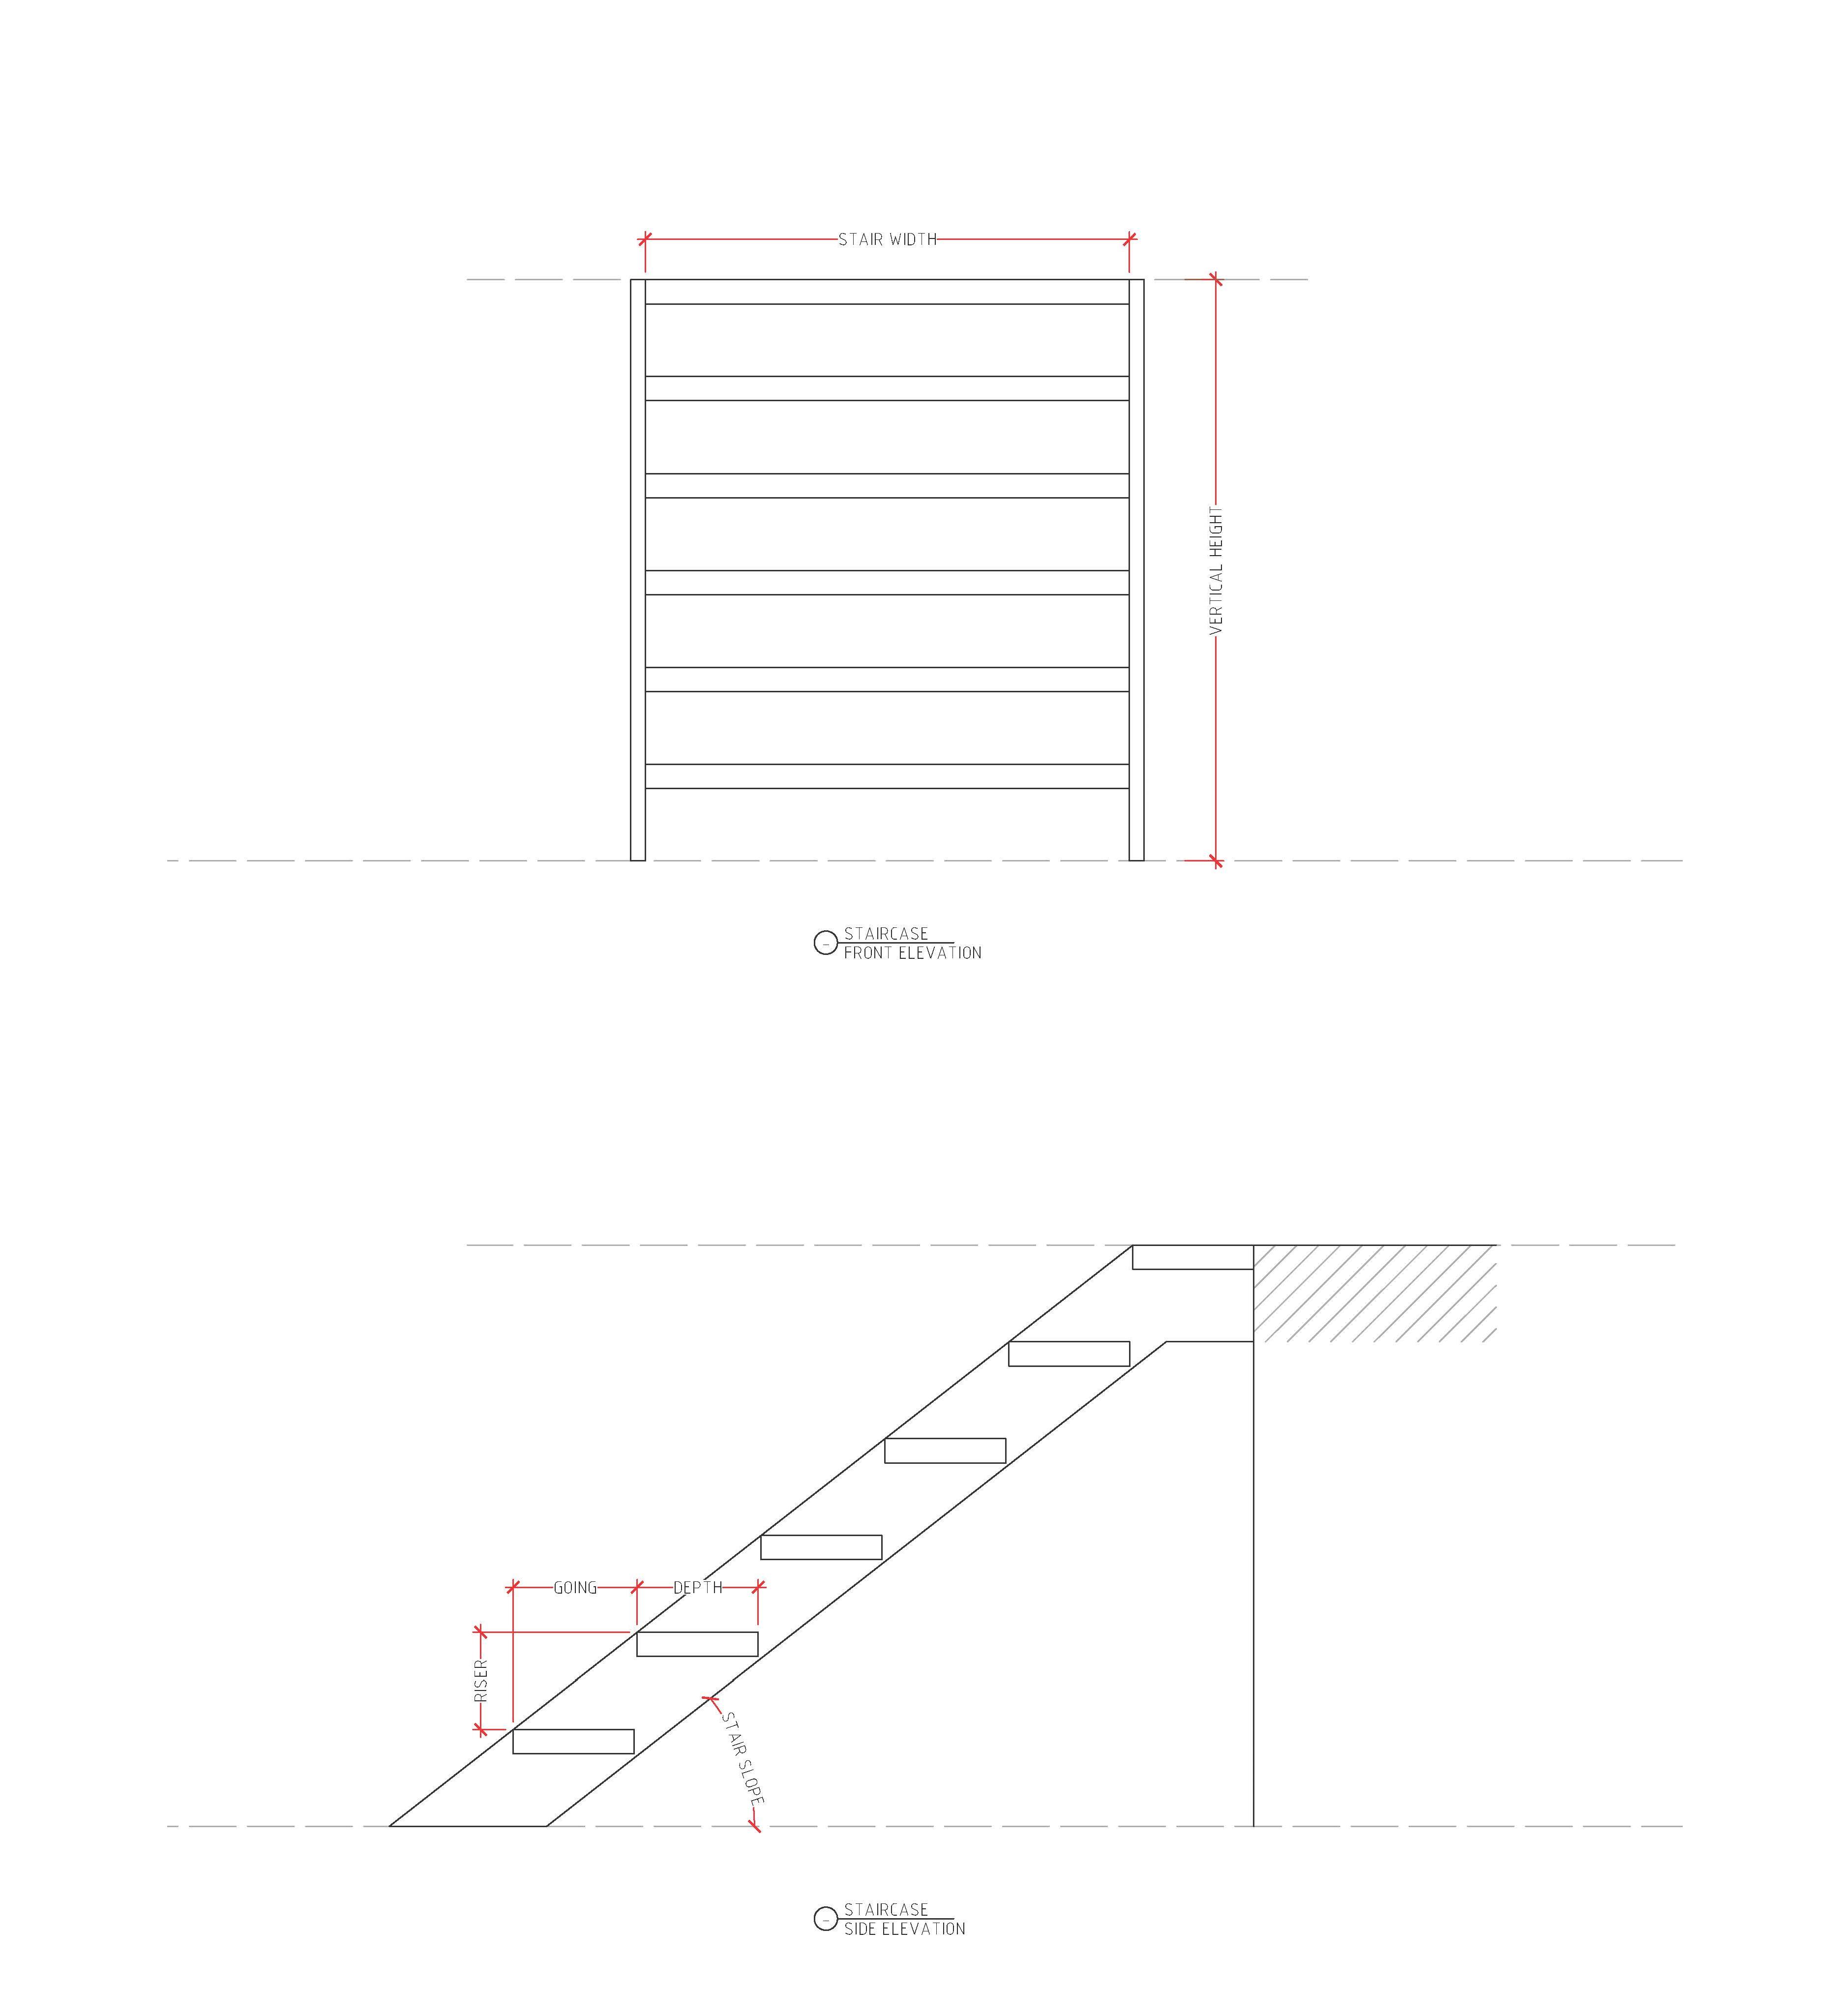 STAIR WIDTH
VERTICAL HEIGHT
STAIRCASE
FRONT ELEVATION
GOING
DEPTH
RISER
STAIR SLOPE
STAIRCASE
SIDE ELEVATION